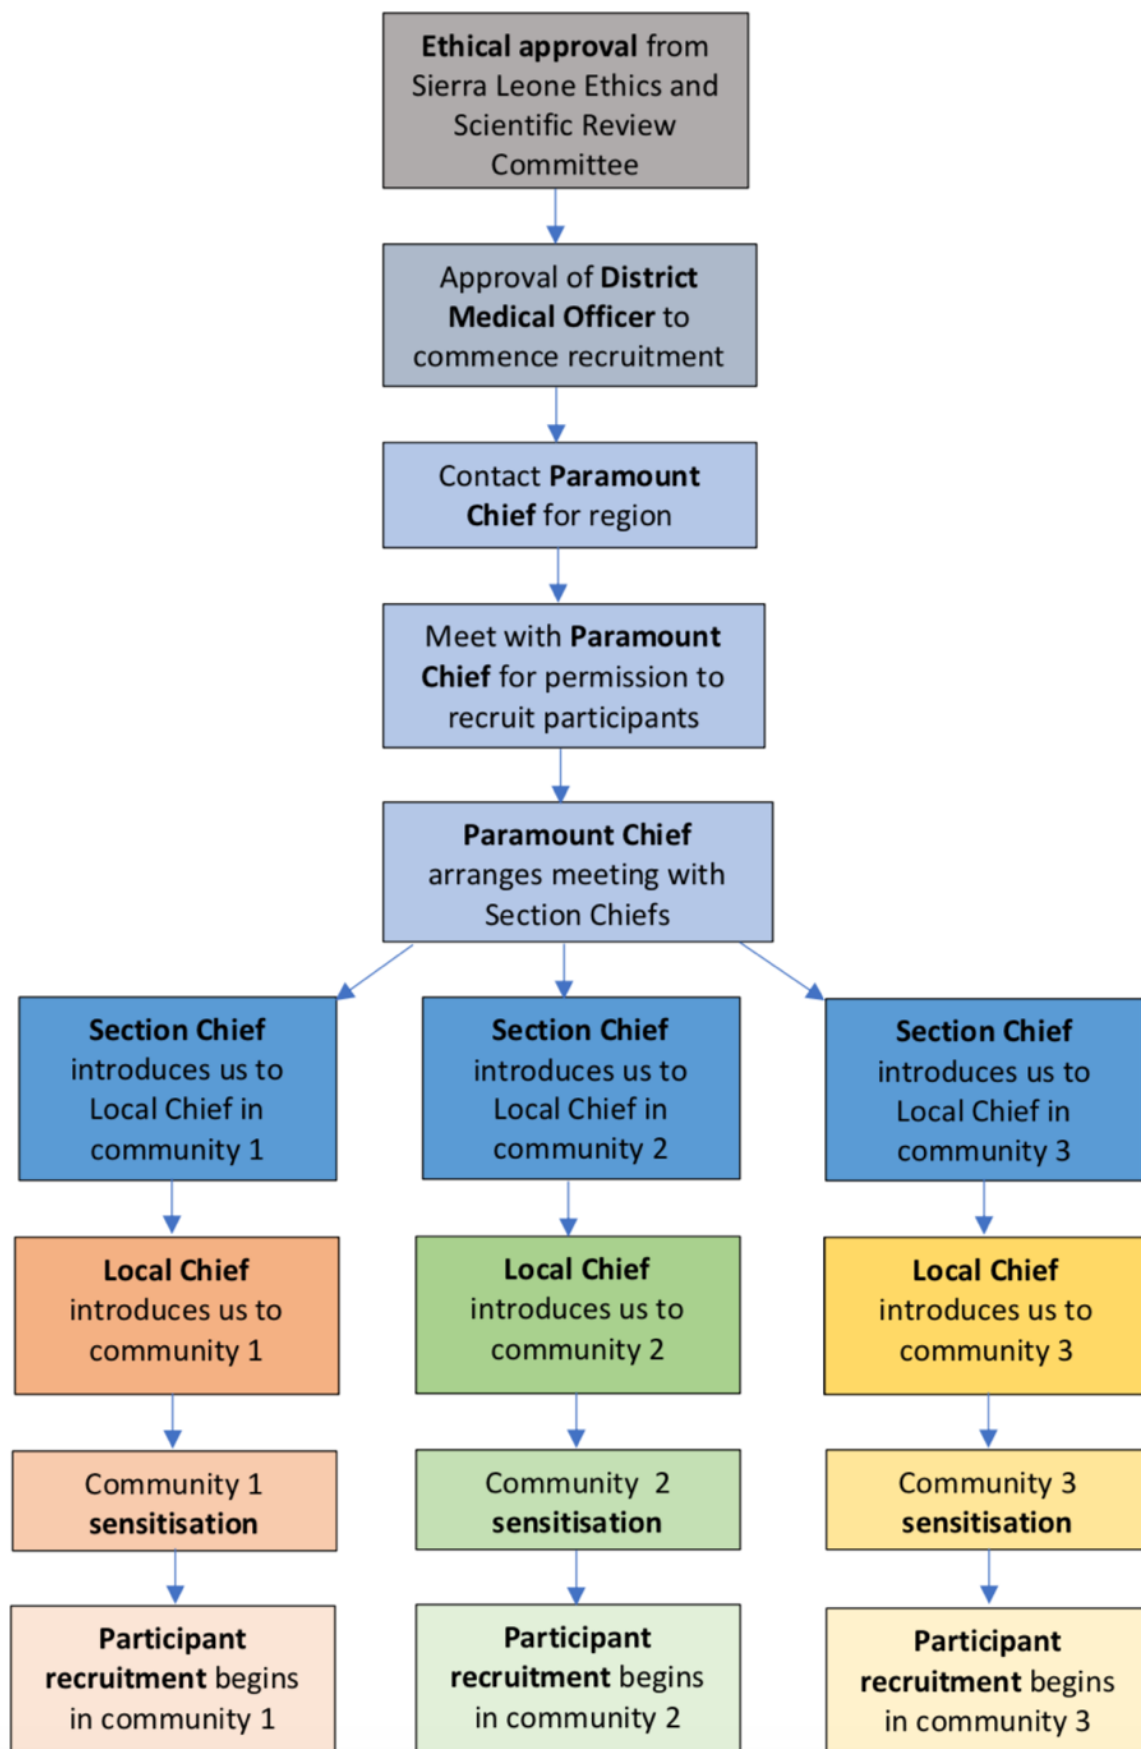 Ethical approval from
Sierra Leone Ethics and
Scientific Review
Committee
Approval of District
Medical Officer to
commence recruitment
Contact Paramount
Chief for region
Meet with Paramount
Chief for permission to
recruit participants
Paramount Chief
arranges meeting with
Section Chiefs
Section Chief
introduces us to
Local Chief in
community 1
Section Chief
introduces us to
Local Chief in
community 2
Section Chief
introduces us to
Local Chief in
community 3
Local Chief
introduces us to
community 1
Local Chief
introduces us to
community 2
Local Chief
introduces us to
community 3
Community 1
sensitisation
Community 2
sensitisation
Community 3
sensitisation
Participant
recruitment begins
in community 1
Participant
recruitment begins
in community 2
Participant
recruitment begins
in community 3